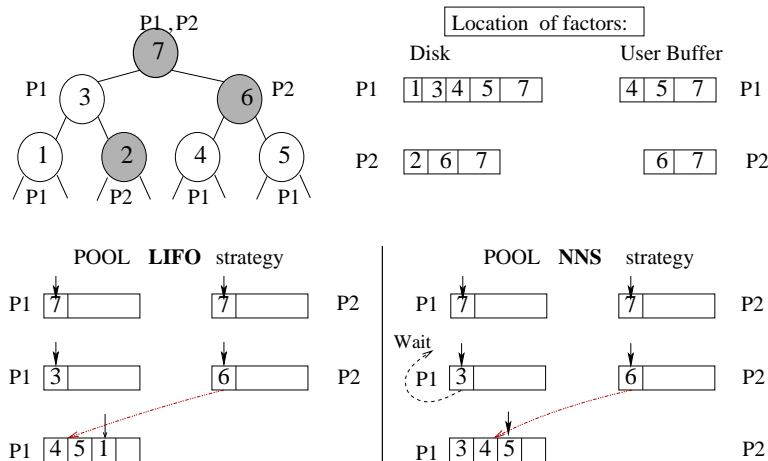 P1 , P2
7
P1 3 6 P2
1 2 4 5
P1 P2 P1 P1
Location of factors:
Disk User Buffer
P1 1 3 4 5 7 4 5 7 P1
P2 2 6 7 6 7 P2
POOL LIFO strategy
P1 7 7 P2
P1 3 6 P2
P1 4 5 1
POOL NNS strategy
P1 7 7 P2
Wait
P1 3 6 P2
P1 3 4 5 P2